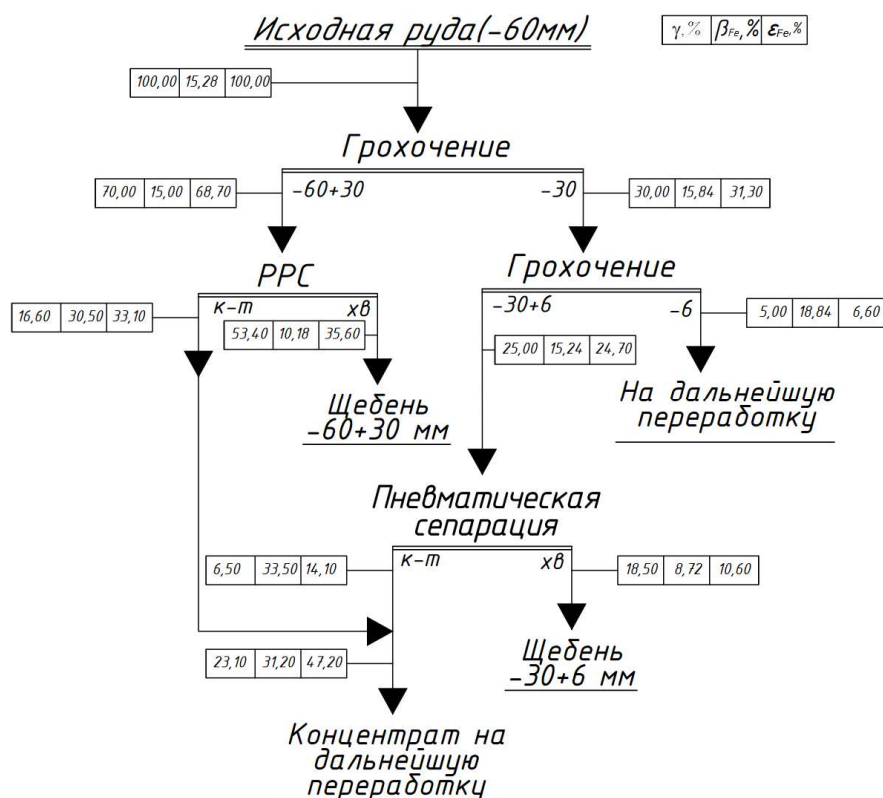 Исходная руда(-60мм)
γ,% β Fe,% ε Fe,%
100,00 15,28 100,00
Грохочение
70,00 15,00 68,70
-60+30
-30
30,00 15,84 31,30
РРС
Грохочение
16,60 30,50 33,10
к-т
хв
53,40 10,18 35,60
-30+6
-6
5,00 18,84 6,60
25,00 15,24 24,70
Щебень
-60+30 мм
На дальнейшую
переработку
Пневматическая
сепарация
6,50 33,50 14,10
к-т
хв
18,50 8,72 10,60
23,10 31,20 47,20
Щебень
-30+6 мм
Концентрат на
дальнейшую
переработку